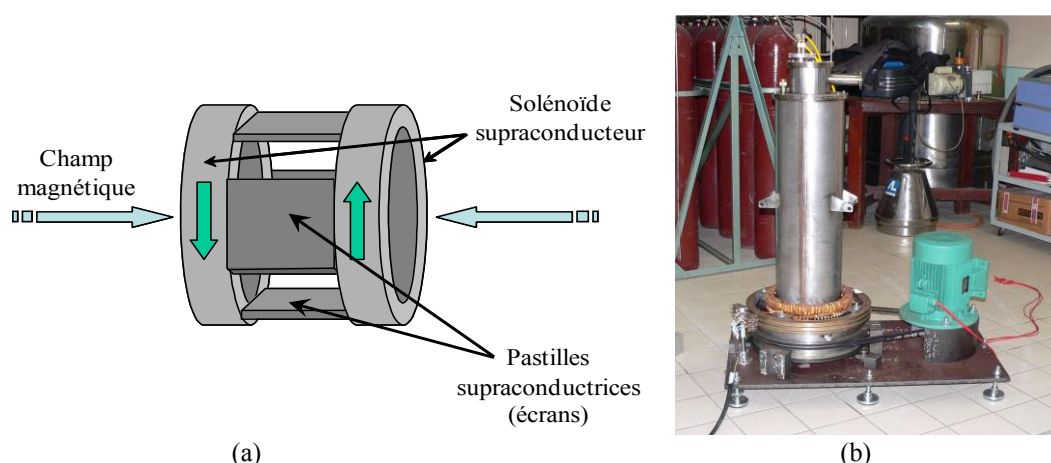 Solénoïde
supraconducteur
Champ
magnétique
Pastilles
supraconductrices
(écrans)
(a)
(b)